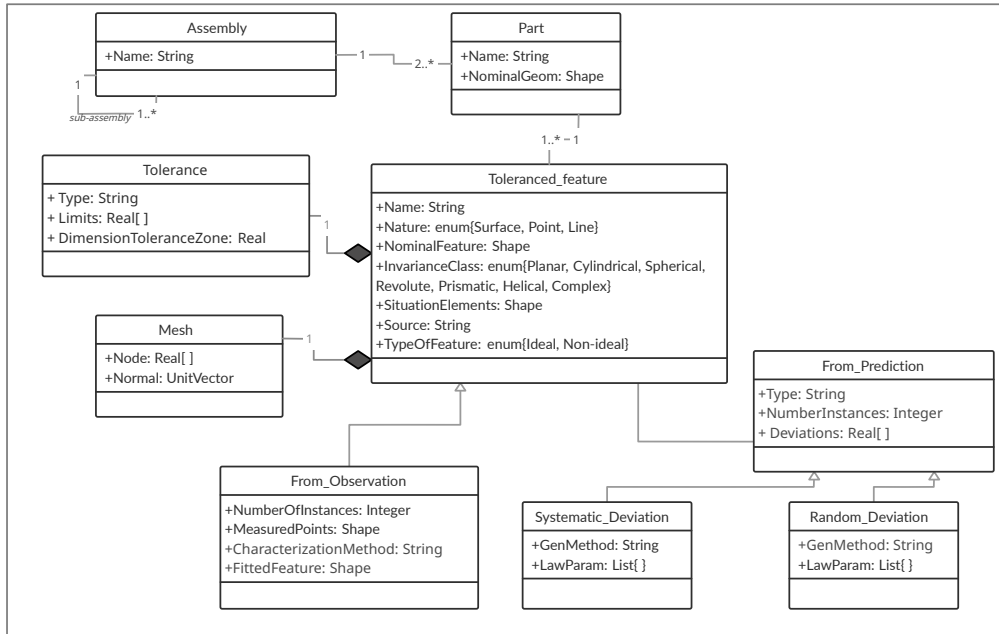 Assembly
+Name: String
1
1..*
sub-assembly
1
2..*
Part
+Name: String
+NominalGeom: Shape
1..*
1
Tolerance
+ Type: String
+ Limits: Real[ ]
+ DimensionToleranceZone: Real
1
Toleranced_feature
+Name: String
+Nature: enum{Surface, Point, Line}
+NominalFeature: Shape
+InvarianceClass: enum{Planar, Cylindrical, Spherical,
Revolute, Prismatic, Helical, Complex}
+SituationElements: Shape
+Source: String
+TypeOfFeature: enum{Ideal, Non-ideal}
Mesh
+Node: Real[ ]
+Normal: UnitVector
1
From_Prediction
+Type: String
+NumberInstances: Integer
+ Deviations: Real[ ]
From_Observation
+NumberOfInstances: Integer
+MeasuredPoints: Shape
+CharacterizationMethod: String
+FittedFeature: Shape
Systematic_Deviation
+GenMethod: String
+LawParam: List{ }
Random_Deviation
+GenMethod: String
+LawParam: List{ }